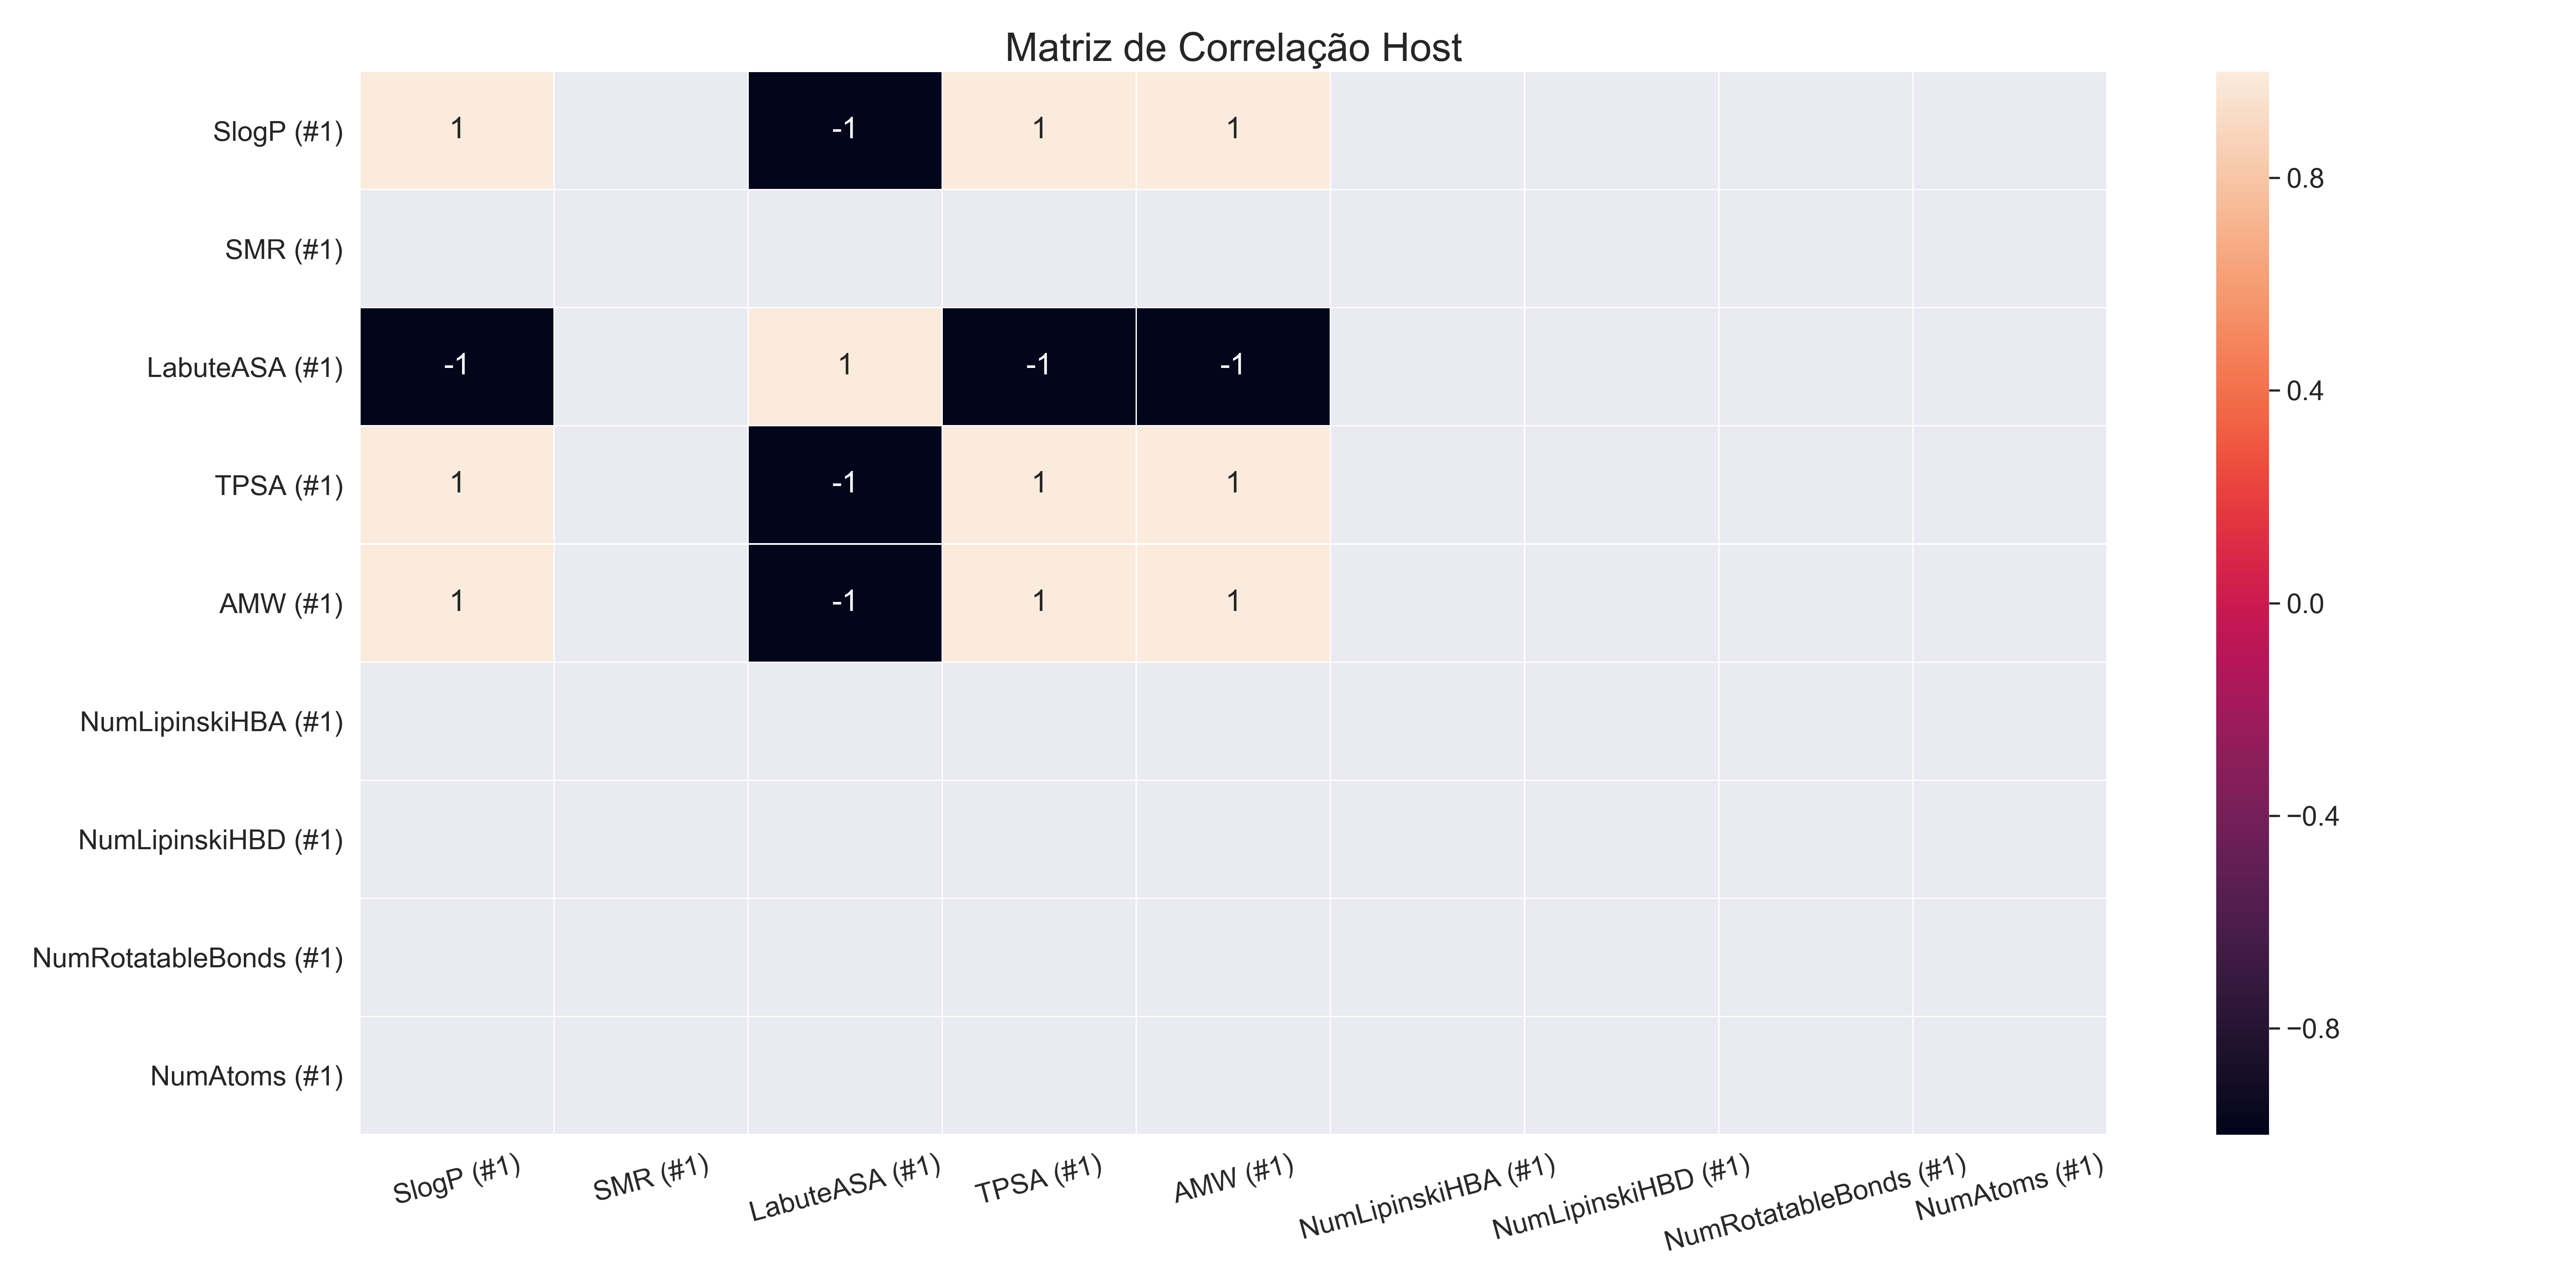 Matriz de Correlação Host
SlogP (#1) 1 -1 1 1
SMR (#1)
LabuteASA (#1) -1 1 -1 -1
TPSA (#1) 1 -1 1 1
AMW (#1) 1 -1 1 1
NumLipinskiHBA (#1)
NumLipinskiHBD (#1)
NumRotatableBonds (#1)
NumAtoms (#1)
SlogP (#1) SMR (#1) LabuteASA (#1) TPSA (#1) AMW (#1) NumLipinskiHBA (#1) NumLipinskiHBD (#1) NumRotatableBonds (#1) NumAtoms (#1)
0.8
0.4
0.0
−0.4
−0.8